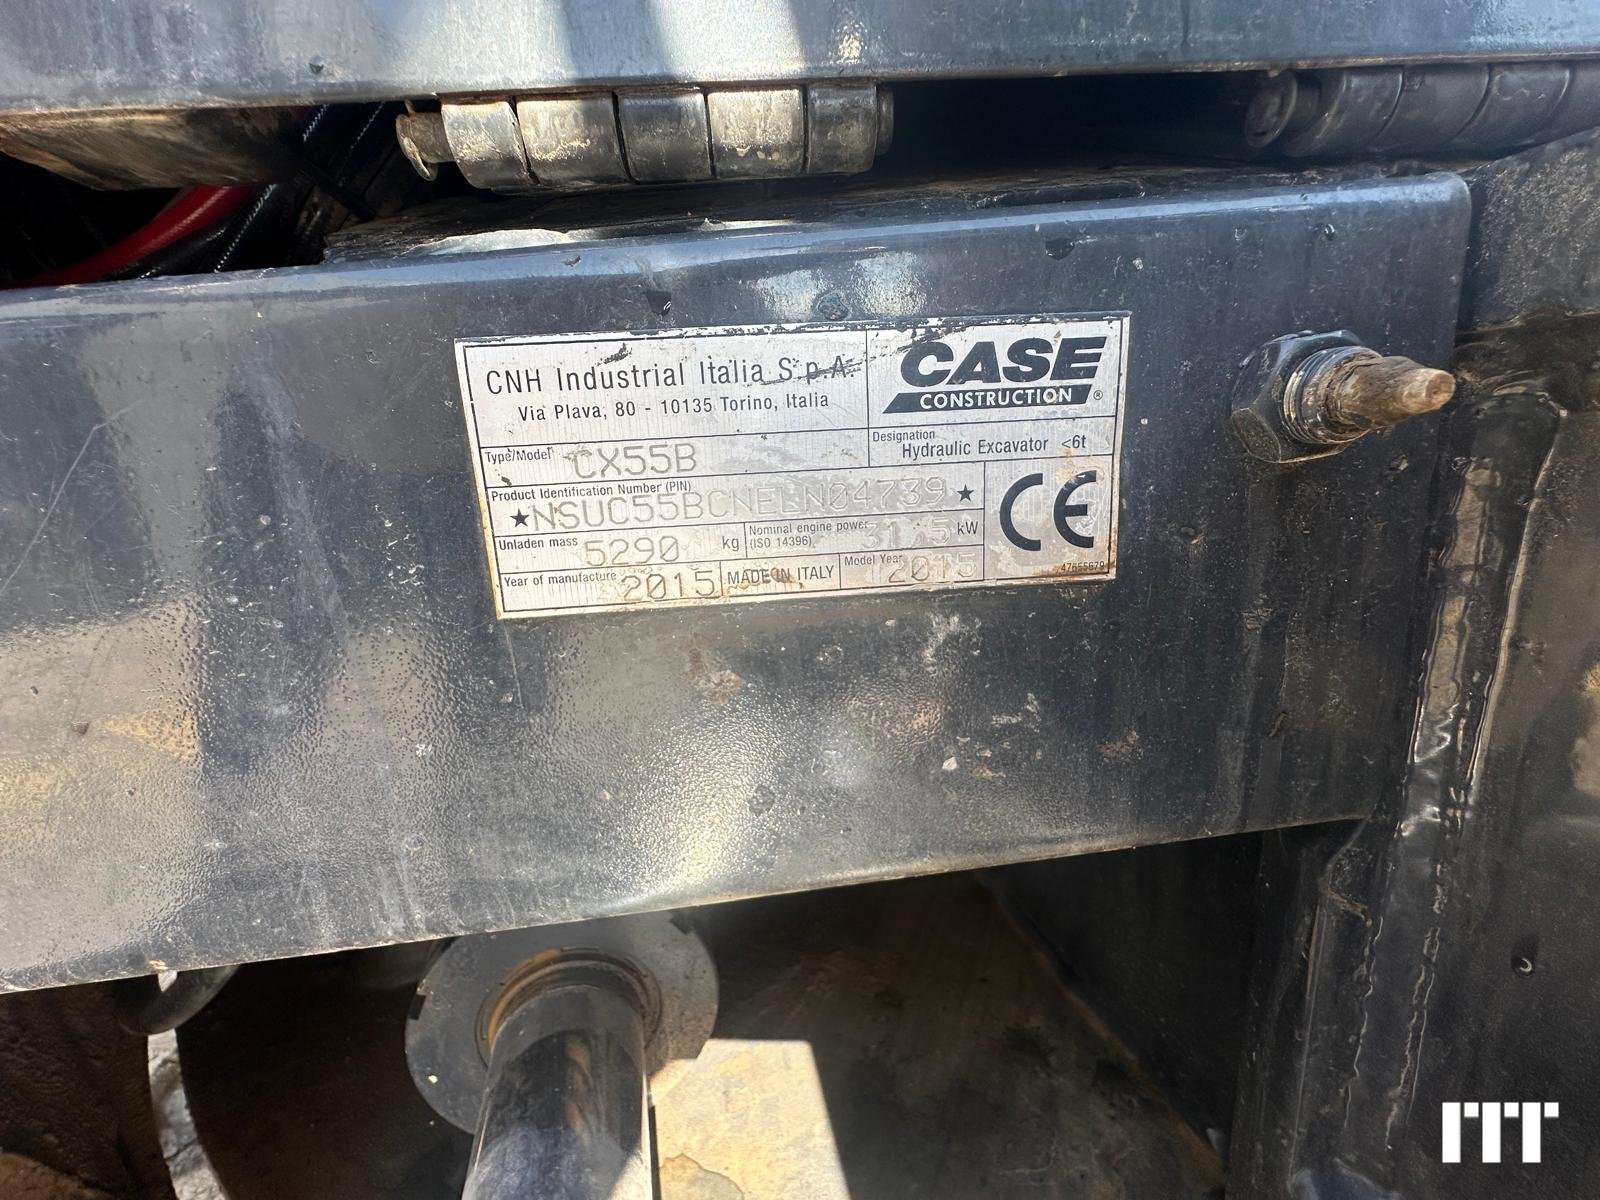 CNH Industrial Italia S.p.A.
Via Plava, 80 - 10135 Torino, Italia
CASE
CONSTRUCTION ®
Type/Model CX55B
Designation
Hydraulic Excavator <6t
Product Identification Number (PIN)
★NSUC55BCNELN04739★
Unladen mass 5290 kg
Nominal engine power
(ISO 14396) 31.5 kW
Year of manufacture 2015
MADE IN ITALY
Model Year 2015
CE
47655679